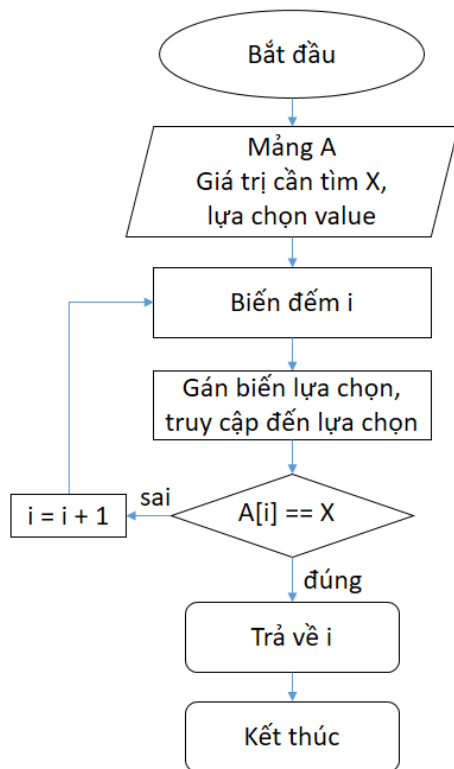 Bắt đầu
Mảng A
Giá trị cần tìm X,
lựa chọn value
Biến đếm i
Gán biến lựa chọn,
truy cập đến lựa chọn
sai
i = i + 1
A[i] == X
đúng
Trả về i
Kết thúc